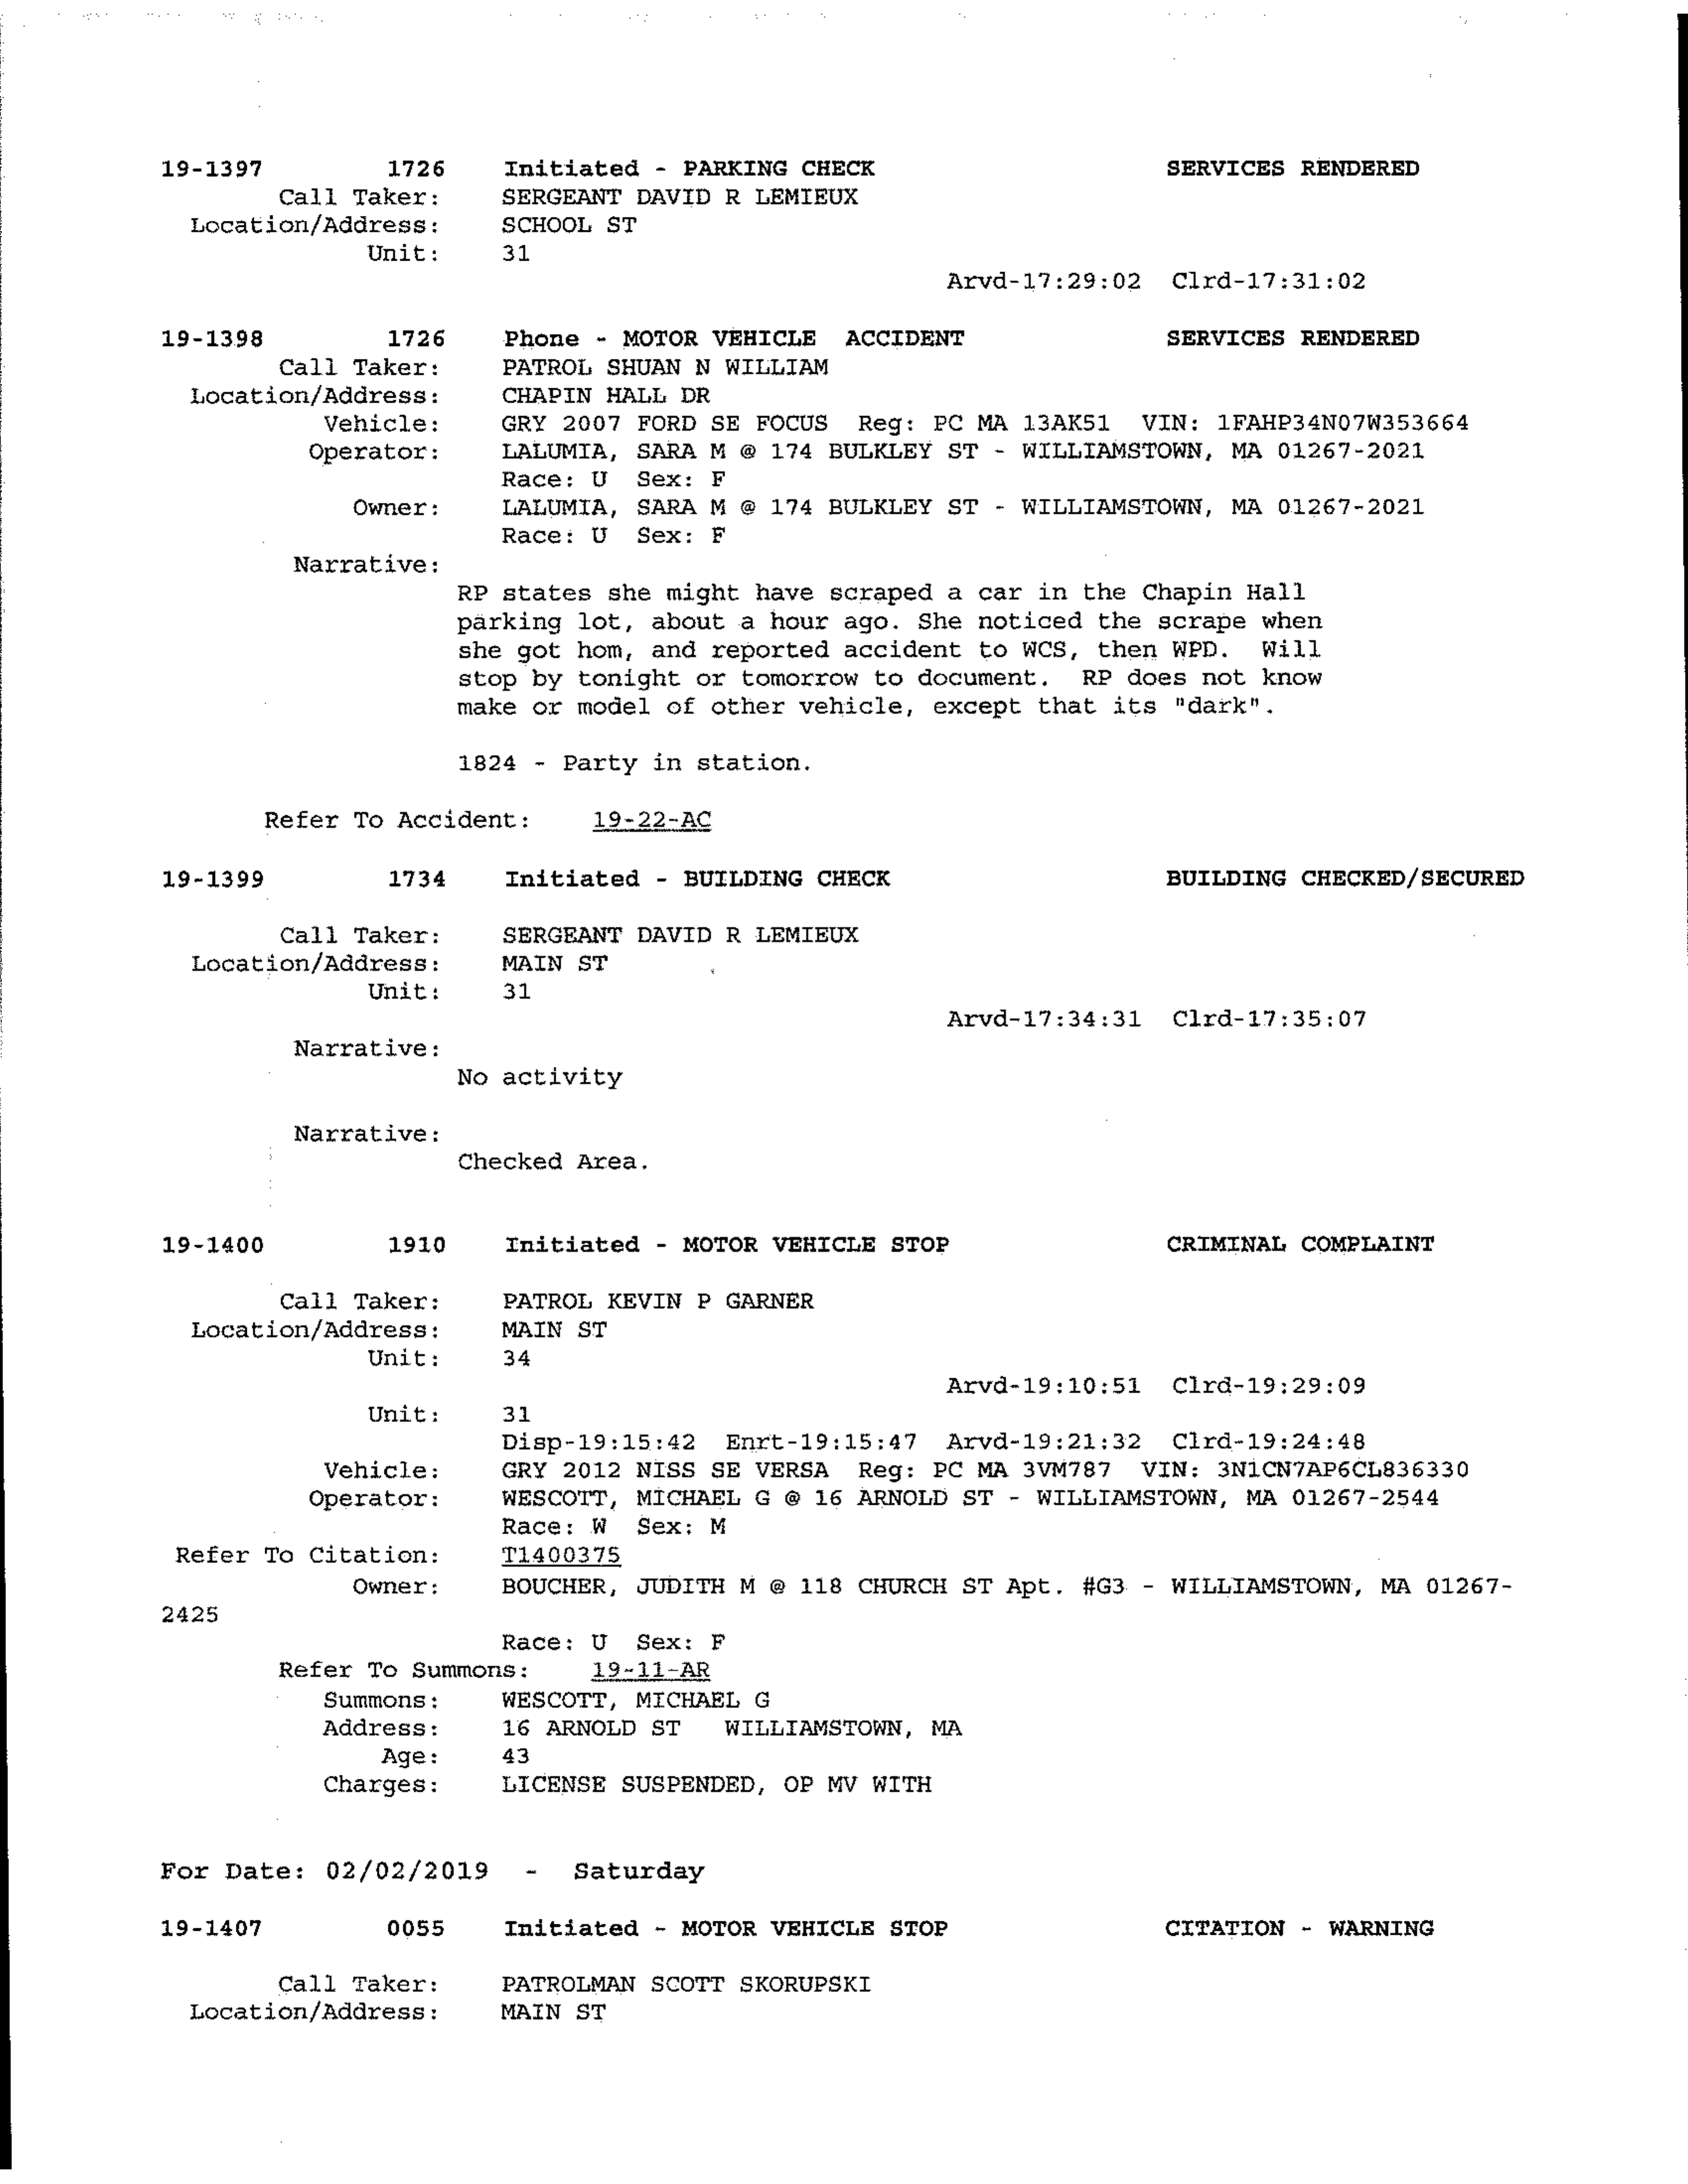 19-1397 1726 Initiated - PARKING CHECK SERVICES RENDERED
Call Taker: SERGEANT DAVID R LEMIEUX
Location/Address: SCHOOL ST
Unit: 31
Arvd-17:29:02 Clrd-17:31:02
19-1398 1726 Phone - MOTOR VEHICLE ACCIDENT SERVICES RENDERED
Call Taker: PATROL SHUAN N WILLIAM
Location/Address: CHAPIN HALL DR
Vehicle: GRY 2007 FORD SE FOCUS Reg: PC MA 13AK51 VIN: 1FAHP34N07W353664
Operator: LALUMIA, SARA M @ 174 BULKLEY ST - WILLIAMSTOWN, MA 01267-2021
Race: U Sex: F
Owner: LALUMIA, SARA M @ 174 BULKLEY ST - WILLIAMSTOWN, MA 01267-2021
Race: U Sex: F
Narrative:
RP states she might have scraped a car in the Chapin Hall
parking lot, about a hour ago. She noticed the scrape when
she got hom, and reported accident to WCS, then WPD. Will
stop by tonight or tomorrow to document. RP does not know
make or model of other vehicle, except that its "dark".
1824 - Party in station.
Refer To Accident: 19-22-AC
19-1399 1734 Initiated - BUILDING CHECK BUILDING CHECKED/SECURED
Call Taker: SERGEANT DAVID R LEMIEUX
Location/Address: MAIN ST
Unit: 31
Arvd-17:34:31 Clrd-17:35:07
Narrative:
No activity
Narrative:
Checked Area.
19-1400 1910 Initiated - MOTOR VEHICLE STOP CRIMINAL COMPLAINT
Call Taker: PATROL KEVIN P GARNER
Location/Address: MAIN ST
Unit: 34
Arvd-19:10:51 Clrd-19:29:09
Unit: 31
Disp-19:15:42 Enrt-19:15:47 Arvd-19:21:32 Clrd-19:24:48
Vehicle: GRY 2012 NISS SE VERSA Reg: PC MA 3VM787 VIN: 3N1CN7AP6CL836330
Operator: WESCOTT, MICHAEL G @ 16 ARNOLD ST - WILLIAMSTOWN, MA 01267-2544
Race: W Sex: M
Refer To Citation: T1400375
Owner: BOUCHER, JUDITH M @ 118 CHURCH ST Apt. #G3 - WILLIAMSTOWN, MA 01267-
2425
Race: U Sex: F
Refer To Summons: 19-11-AR
Summons: WESCOTT, MICHAEL G
Address: 16 ARNOLD ST WILLIAMSTOWN, MA
Age: 43
Charges: LICENSE SUSPENDED, OP MV WITH
For Date: 02/02/2019 - Saturday
19-1407 0055 Initiated - MOTOR VEHICLE STOP CITATION - WARNING
Call Taker: PATROLMAN SCOTT SKORUPSKI
Location/Address: MAIN ST